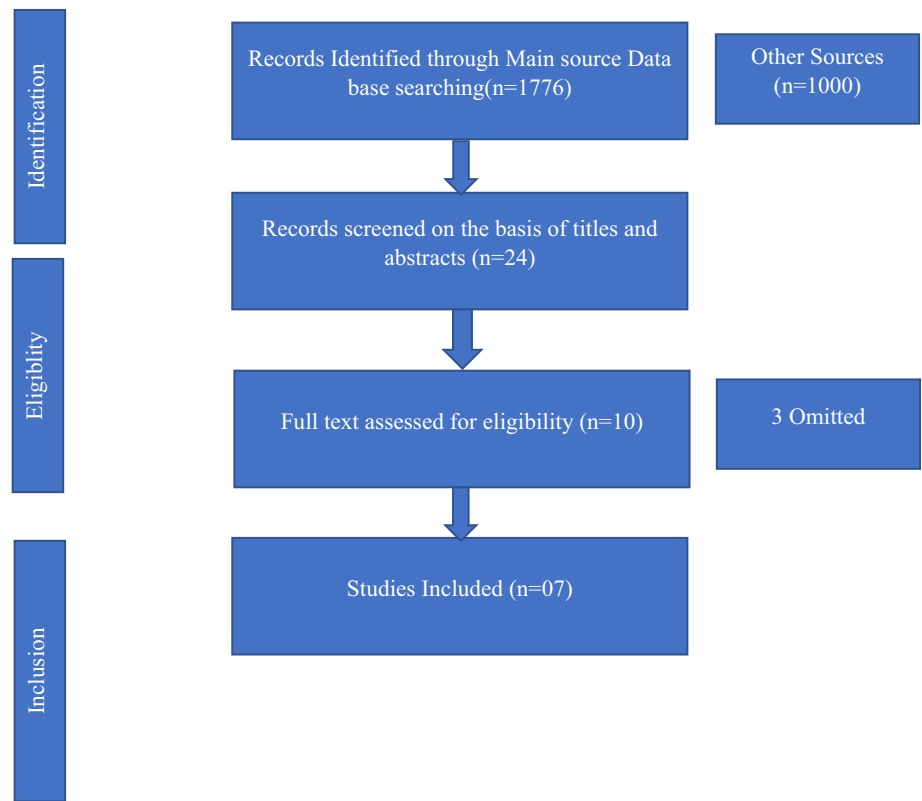 Identification
Records Identified through Main source Data
base searching(n=1776)
Other Sources
(n=1000)
Records screened on the basis of titles and
abstracts (n=24)
Eligiblity
Full text assessed for eligibility (n=10)
3 Omitted
Inclusion
Studies Included (n=07)